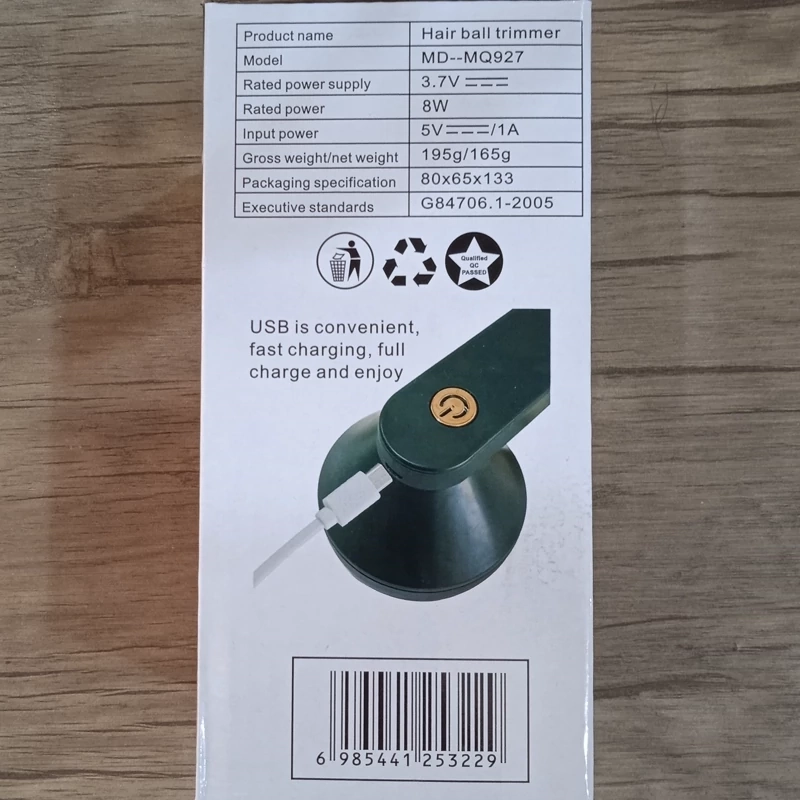 Product name Hair ball trimmer
Model MD--MQ927
Rated power supply 3.7V
Rated power 8W
Input power 5V/1A
Gross weight/net weight 195g/165g
Packaging specification 80x65x133
Executive standards G84706.1-2005
Qualified
QC
PASSED
USB is convenient,
fast charging, full
charge and enjoy
6 985441 253229